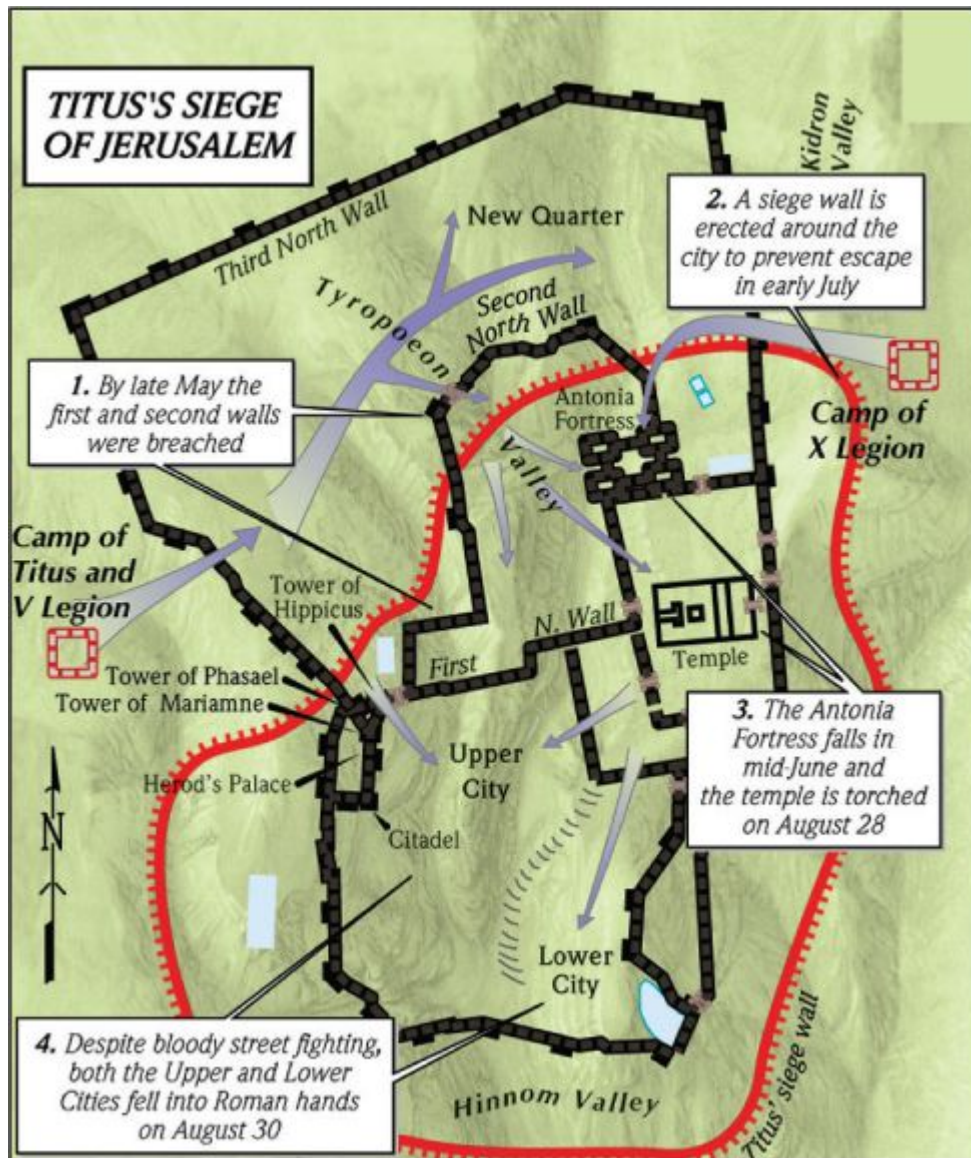 TITUS'S SIEGE
OF JERUSALEM
Kidron
Valley
2. A siege wall is
erected around the
city to prevent escape
in early July
New Quarter
Third North Wall
Tyropoeon
Valley
Second
North Wall
1. By late May the
first and second walls
were breached
Antonia
Fortress
Camp of
X Legion
Camp of
Titus and
V Legion
Tower of
Hippicus
First N. Wall
Temple
Tower of Phasael
Tower of Mariamne
3. The Antonia
Fortress falls in
mid-June and
the temple is torched
on August 28
Upper
City
Herod's Palace
N
Citadel
Lower
City
4. Despite bloody street fighting,
both the Upper and Lower
Cities fell into Roman hands
on August 30
Hinnom Valley
Titus' siege wall